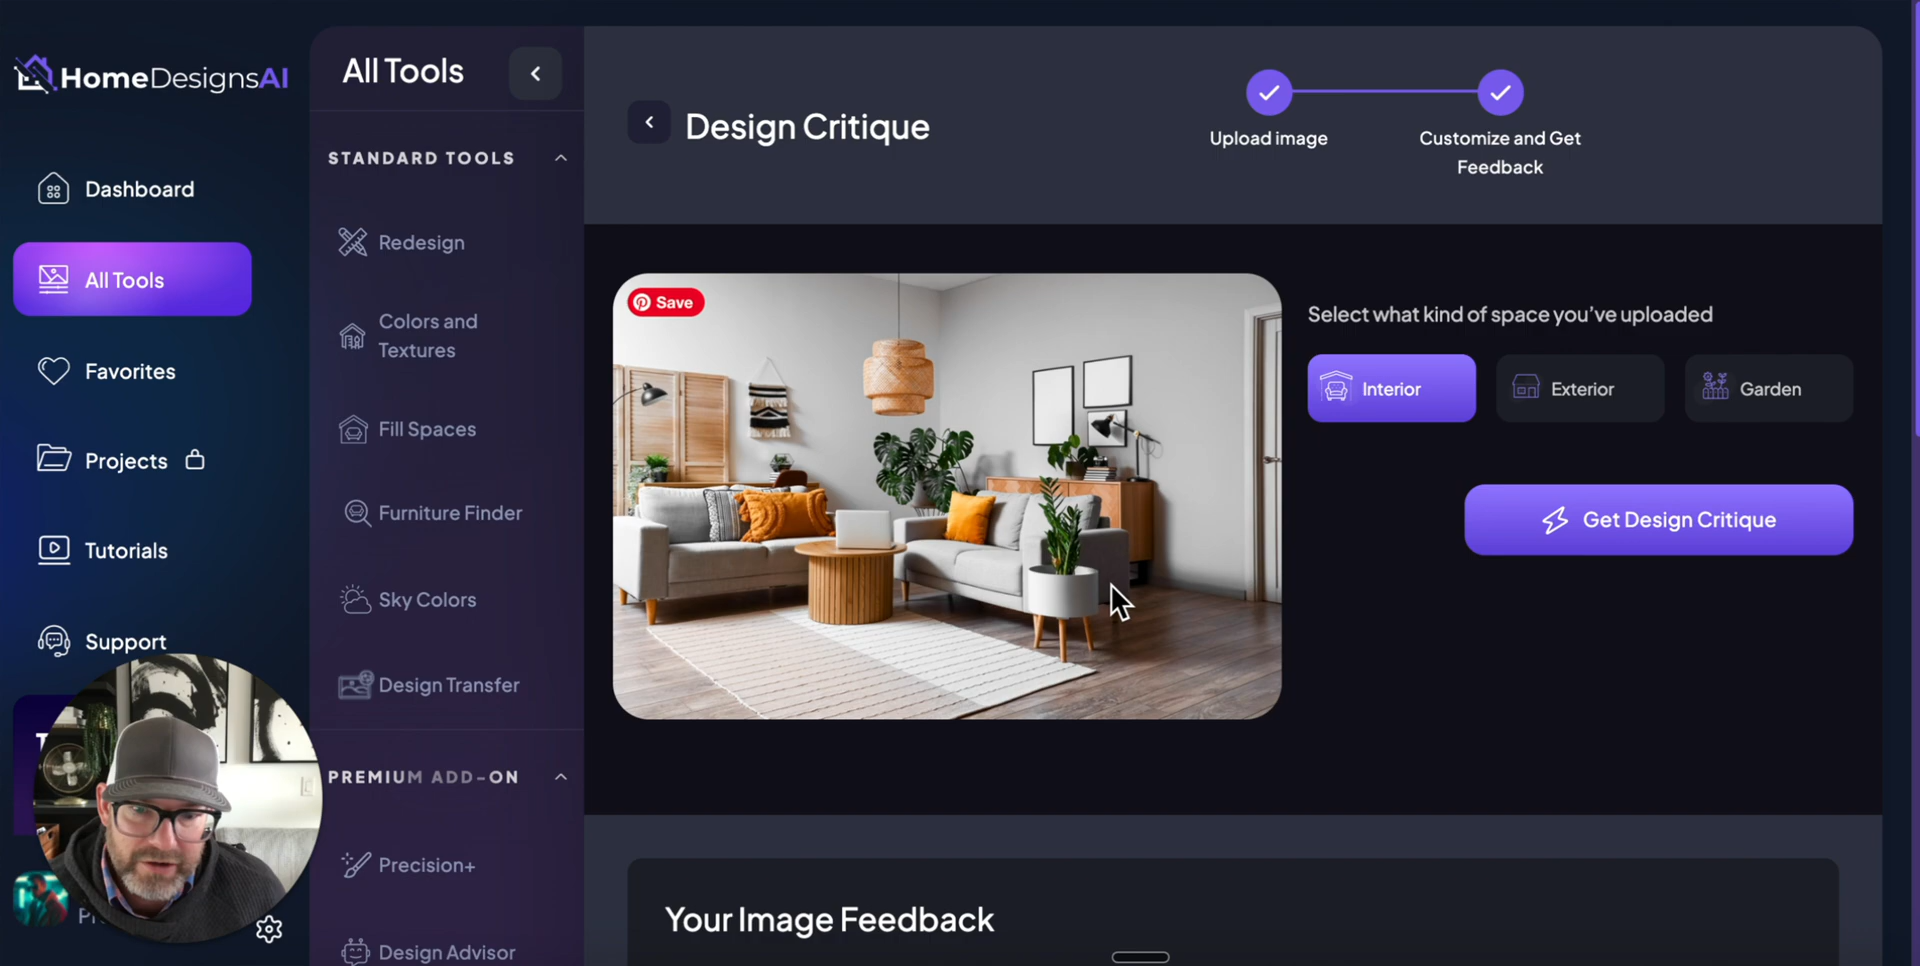 HomeDesignsAI
Dashboard
All Tools
Favorites
Projects
Tutorials
Support
All Tools
STANDARD TOOLS
Redesign
Colors and
Textures
Fill Spaces
Furniture Finder
Sky Colors
Design Transfer
PREMIUM ADD-ON
Precision+
Design Advisor
Design Critique
Upload image
Customize and Get
Feedback
Save
Select what kind of space you've uploaded
Interior
Exterior
Garden
Get Design Critique
Your Image Feedback